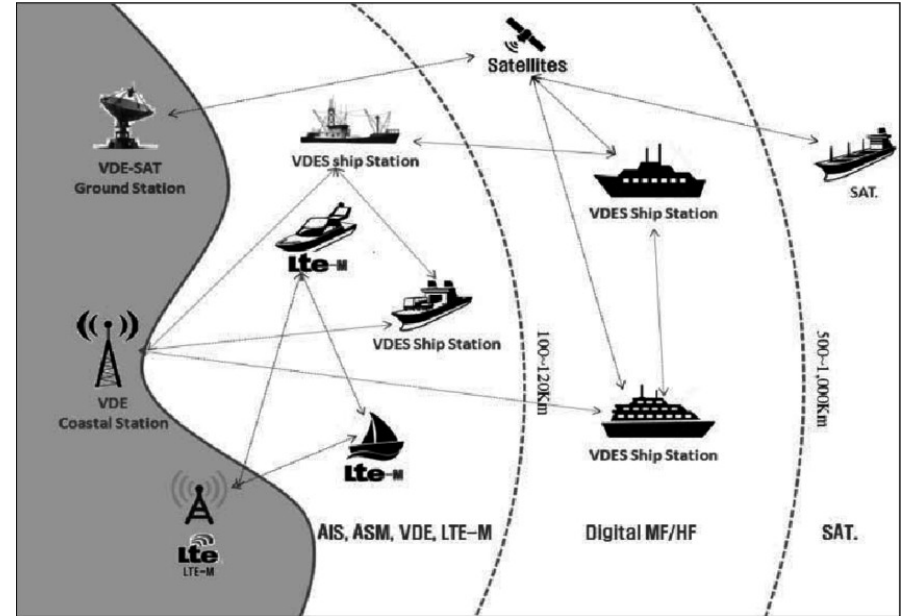 Satellites
VDE-SAT
Ground Station
VDES ship Station
VDES Ship Station
SAT.
Lte-M
VDES Ship Station
VDE
Coastal Station
100~120Km
500~1,000Km
VDES Ship Station
Lte-M
Lte
LTE-M
AIS, ASM, VDE, LTE-M
Digital MF/HF
SAT.